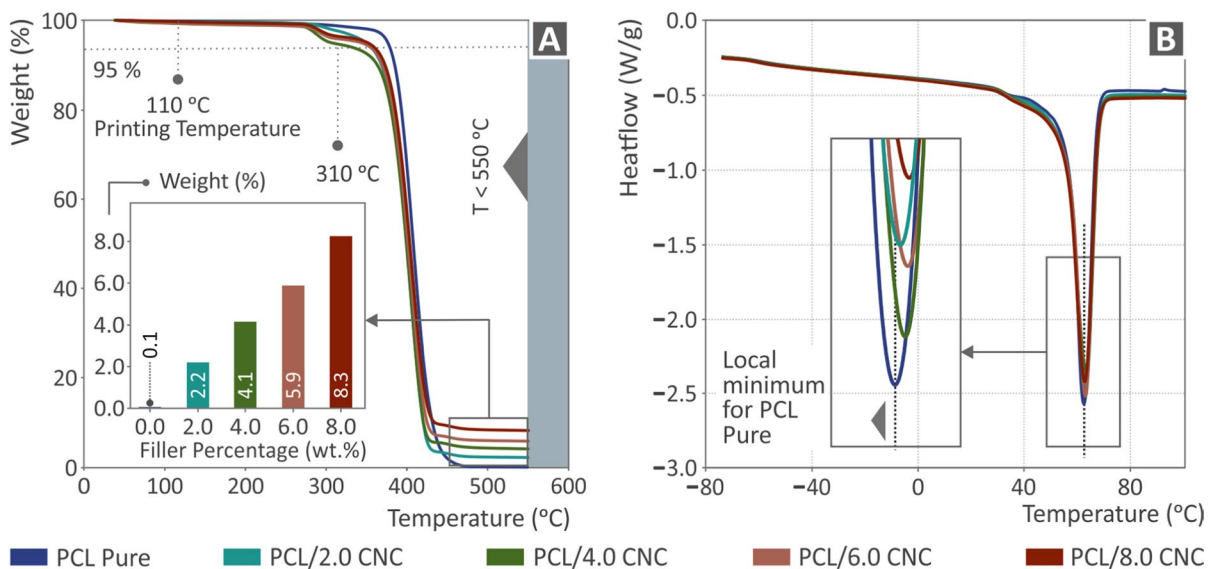 A
Weight (%)
100
80
60
40
20
0
95 %
110 ºC
Printing Temperature
310 ºC
T < 550 ºC
Weight (%)
8.0
6.0
4.0
2.0
0.0
0.1
2.2
4.1
5.9
8.3
0.0 2.0 4.0 6.0 8.0
Filler Percentage (wt.%)
0 100 200 300 400 500 600
Temperature (ºC)
B
Heatflow (W/g)
0.0
−0.5
−1.0
−1.5
−2.0
−2.5
−3.0
Local
minimum
for PCL
Pure
−80 −40 0 40 80
Temperature (ºC)
PCL Pure PCL/2.0 CNC PCL/4.0 CNC PCL/6.0 CNC PCL/8.0 CNC